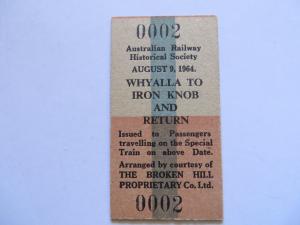 0002
Australian Railway
Historical Society
AUGUST 9, 1964.
WHYALLA TO
IRON KNOB
AND
RETURN
Issued to Passengers
travelling on the Special
Train on above Date.
Arranged by courtesy of
THE BROKEN HILL
PROPRIETARY Co. Ltd.
0002